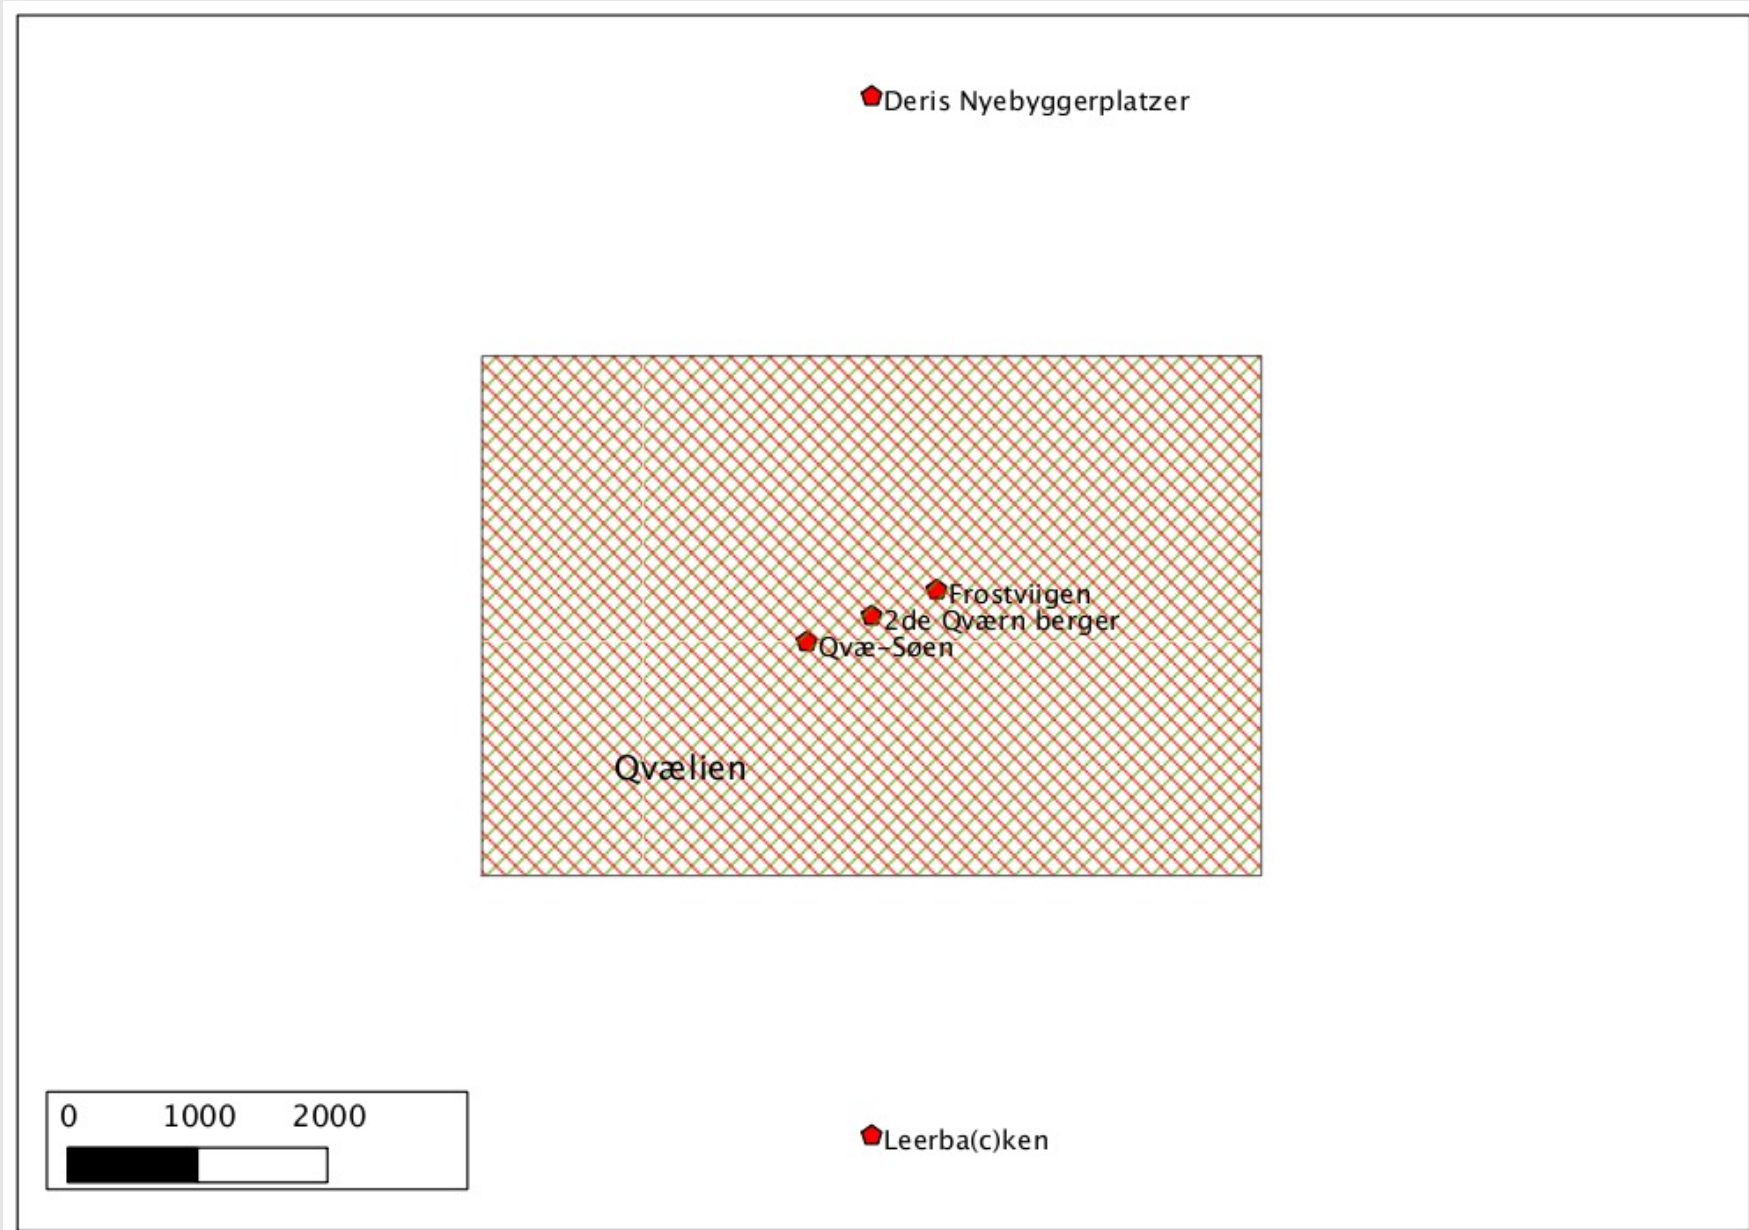 Deris Nyebyggerplatzer
Frostviigen
2de Qværn berger
Qvæ-Søen
Qvælien
0 1000 2000
Leerba(c)ken